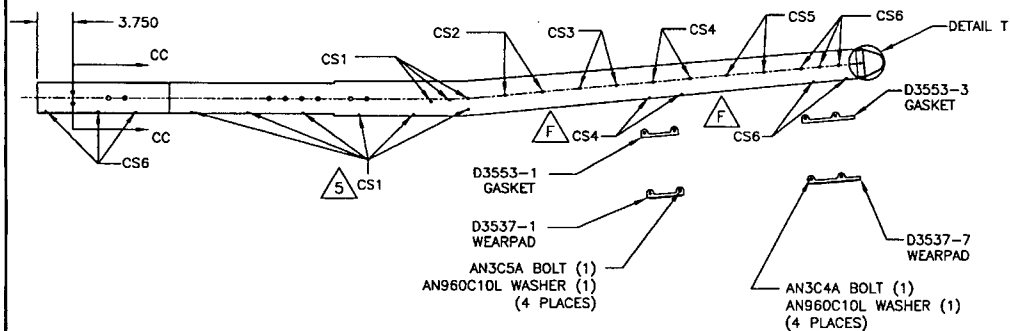 3.750
CC
CC
CS6
CS1
5
CS1
CS2
CS3
CS4
CS5
CS6
DETAIL T
F
CS4
F
CS6
D3553-3
GASKET
D3553-1
GASKET
D3537-1
WEARPAD
AN3C5A BOLT (1)
AN960C10L WASHER (1)
(4 PLACES)
D3537-7
WEARPAD
AN3C4A BOLT (1)
AN960C10L WASHER (1)
(4 PLACES)